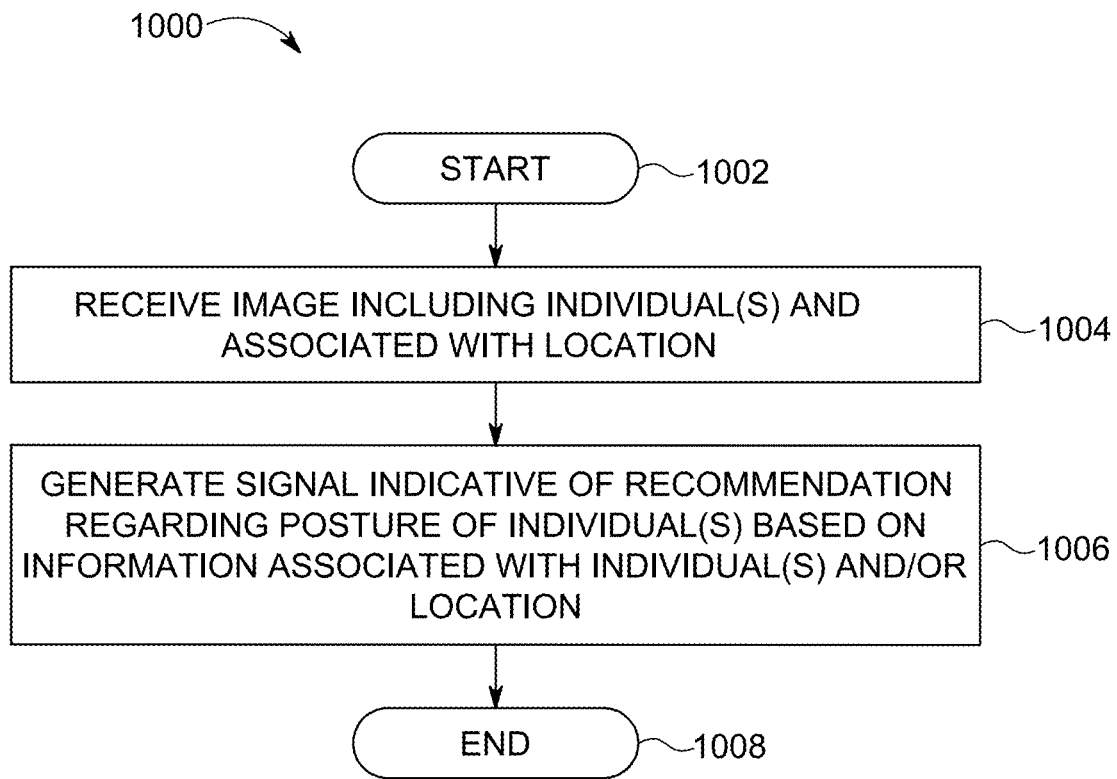 1000
START
1002
RECEIVE IMAGE INCLUDING INDIVIDUAL(S) AND
ASSOCIATED WITH LOCATION
1004
GENERATE SIGNAL INDICATIVE OF RECOMMENDATION
REGARDING POSTURE OF INDIVIDUAL(S) BASED ON
INFORMATION ASSOCIATED WITH INDIVIDUAL(S) AND/OR
LOCATION
1006
END
1008